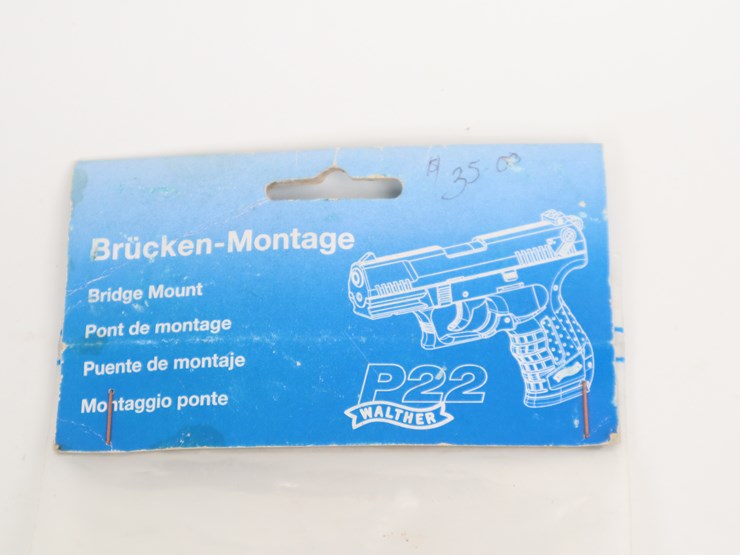 $ 35.00
Brücken-Montage
Bridge Mount
Pont de montage
Puente de montaje
Montaggio ponte
P22
WALTHER